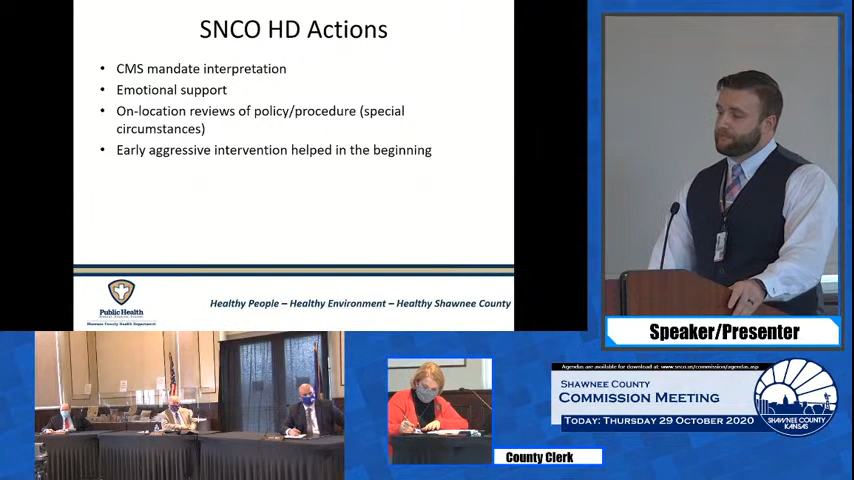 SNCO HD Actions
• CMS mandate interpretation
• Emotional support
• On-location reviews of policy/procedure (special
circumstances)
• Early aggressive intervention helped in the beginning
Public Health
Shawnee County Health Department
Healthy People – Healthy Environment – Healthy Shawnee County
Speaker/Presenter
County Clerk
Agendas are available for download at: www.snco.us/commission/agendas.asp
SHAWNEE COUNTY
COMMISSION MEETING
TODAY: THURSDAY 29 OCTOBER 2020
SHAWNEE COUNTY
KANSAS